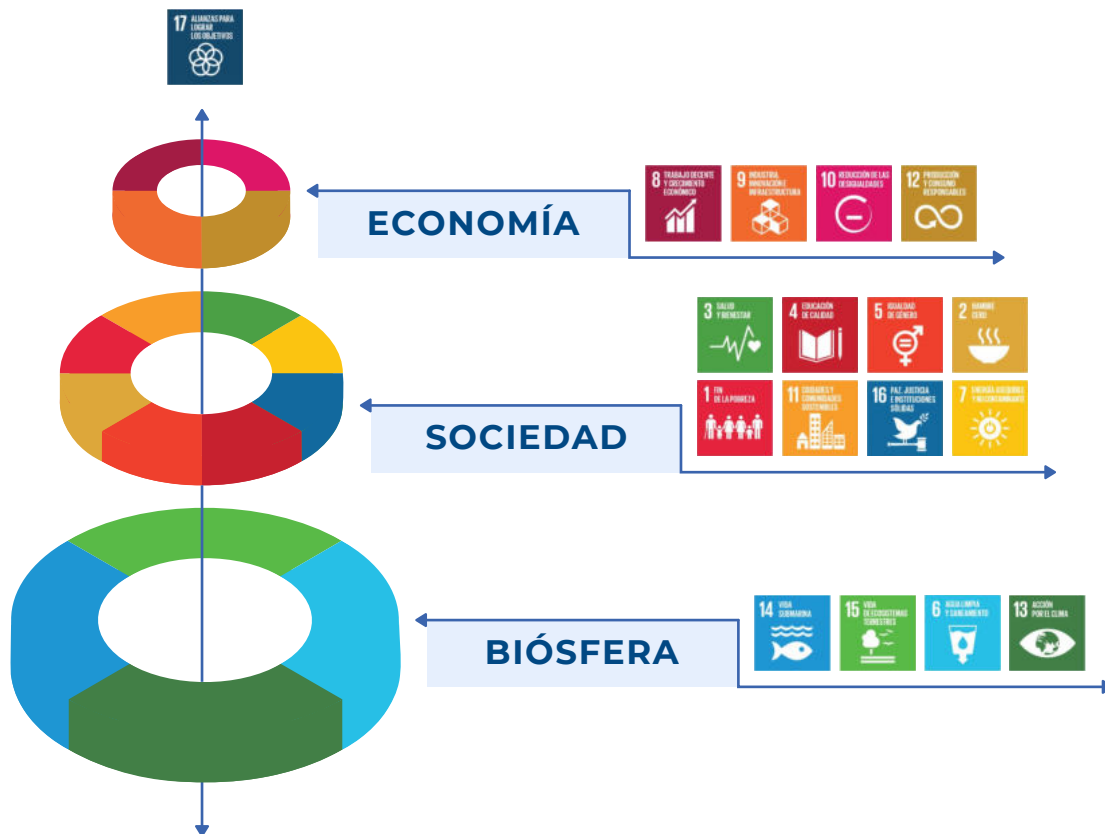 17 ALIANZAS PARA
LOGRAR
LOS OBJETIVOS
ECONOMÍA
8 TRABAJO DECENTE
Y CRECIMIENTO
ECONÓMICO
9 INDUSTRIA,
INNOVACIÓN E
INFRAESTRUCTURA
10 REDUCCIÓN DE LAS
DESIGUALDADES
12 PRODUCCIÓN
Y CONSUMO
RESPONSABLES
SOCIEDAD
3 SALUD
Y BIENESTAR
4 EDUCACIÓN
DE CALIDAD
5 IGUALDAD
DE GÉNERO
2 HAMBRE
CERO
1 FIN
DE LA POBREZA
11 CIUDADES Y
COMUNIDADES
SOSTENIBLES
16 PAZ, JUSTICIA
E INSTITUCIONES
SÓLIDAS
7 ENERGÍA ASEQUIBLE
Y NO CONTAMINANTE
BIÓSFERA
14 VIDA
SUBMARINA
15 VIDA
DE ECOSISTEMAS
TERRESTRES
6 AGUA LIMPIA
Y SANEAMIENTO
13 ACCIÓN
POR EL CLIMA